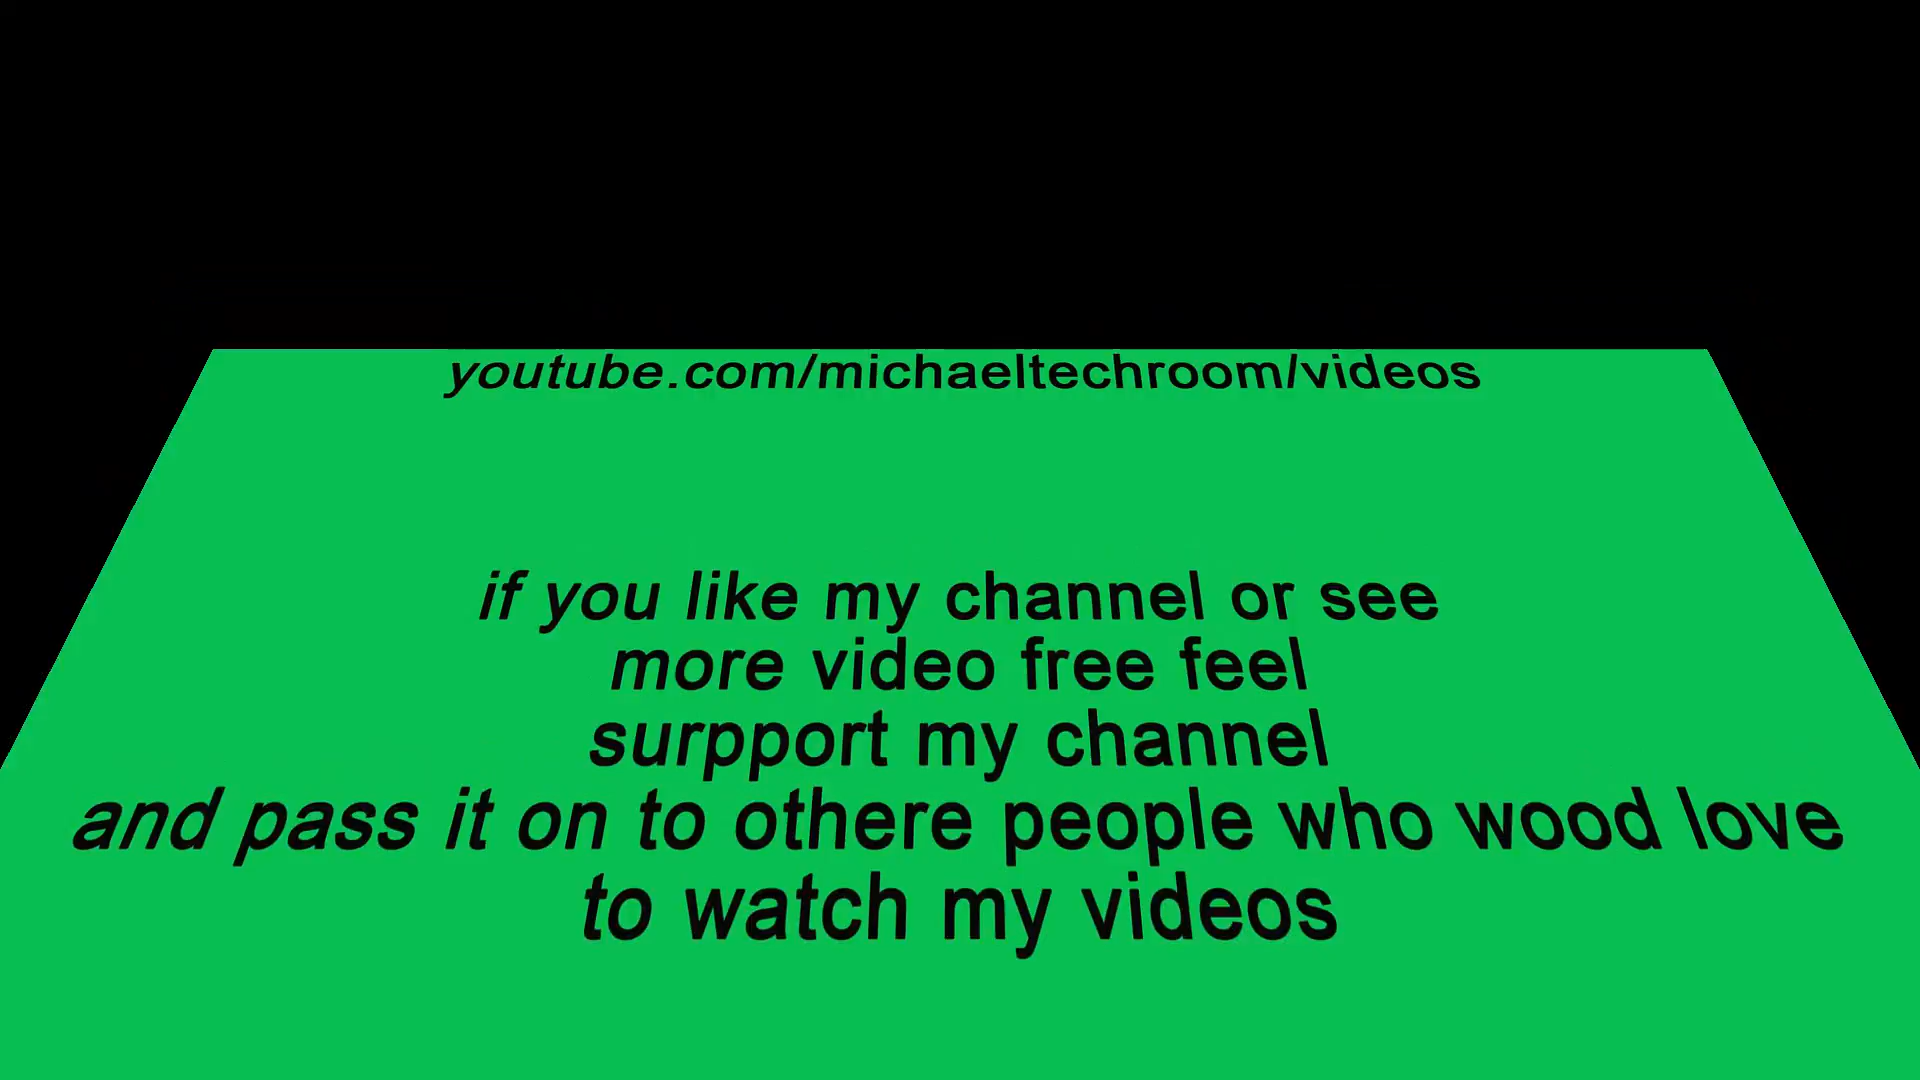 youtube.com/michaeltechroom/videos
if you like my channel or see
more video free feel
surpport my channel
and pass it on to othere people who wood love
to watch my videos